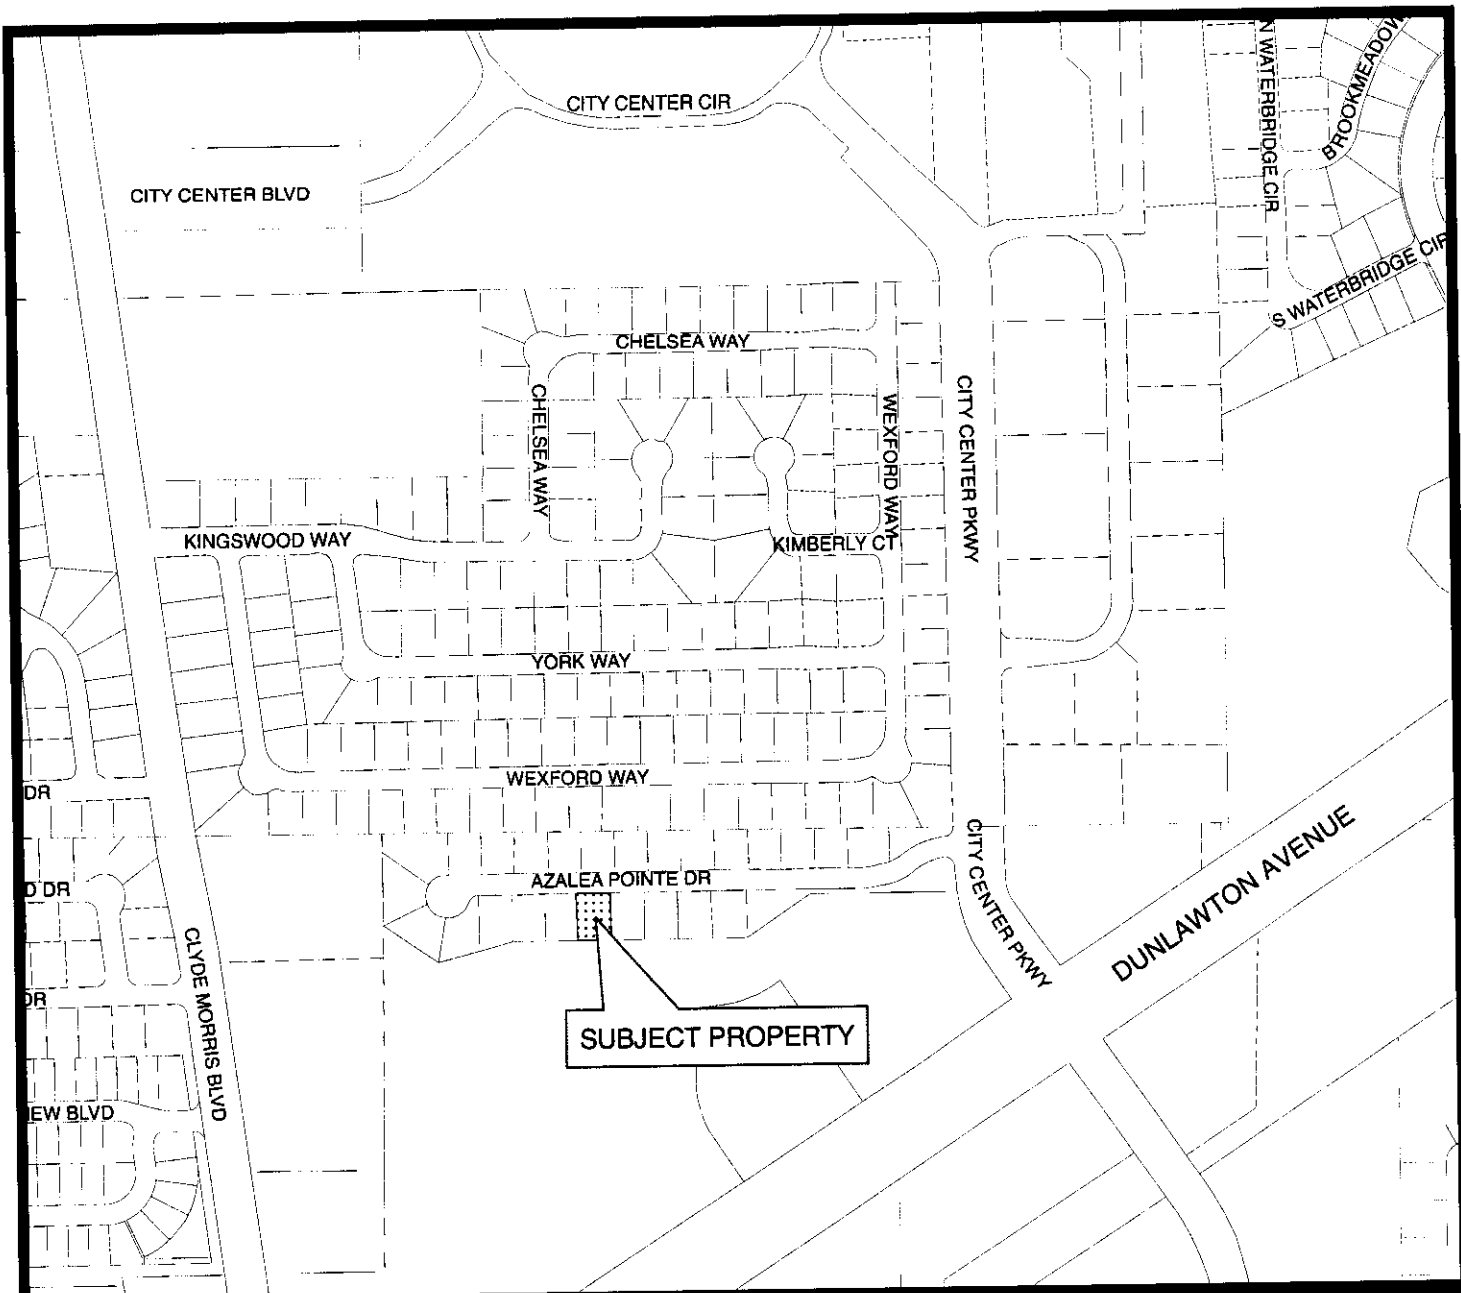 CITY CENTER CIR
N WATERBRIDGE CIR
BROOKMEADOW
CITY CENTER BLVD
S WATERBRIDGE CIR
CHELSEA WAY
CHELSEA WAY
WEXFORD WAY
CITY CENTER PKWY
KINGSWOOD WAY
KIMBERLY CT
YORK WAY
WEXFORD WAY
DR
CITY CENTER PKWY
DUNLAWTON AVENUE
AZALEA POINTE DR
D DR
CLYDE MORRIS BLVD
DR
SUBJECT PROPERTY
IEW BLVD